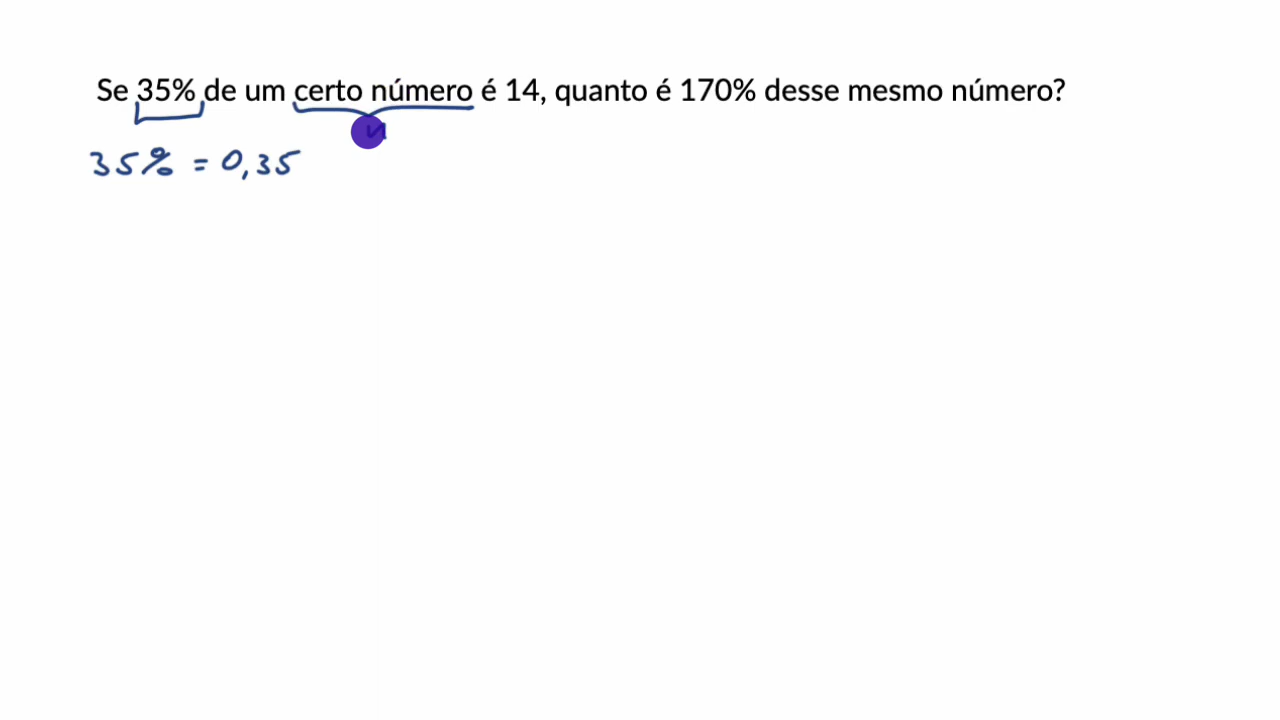 Se 35% de um certo número é 14, quanto é 170% desse mesmo número?
35% = 0,35